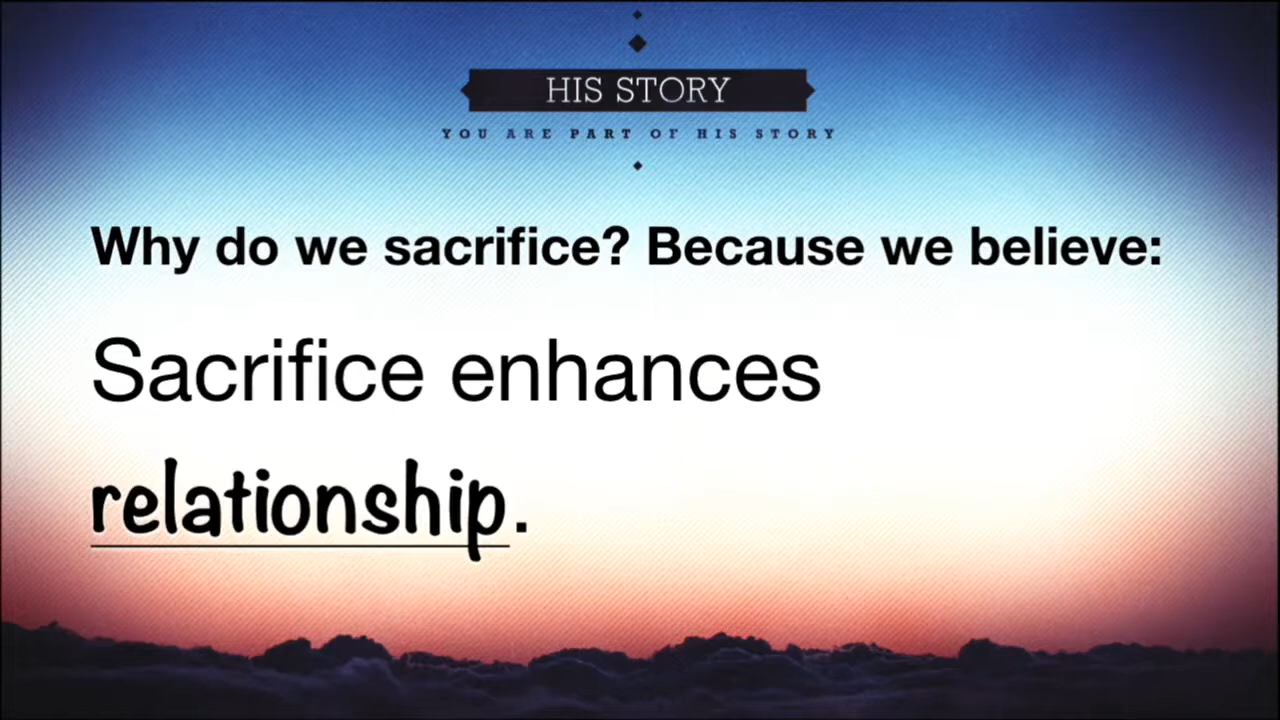 HIS STORY
YOU ARE PART OF HIS STORY
Why do we sacrifice? Because we believe:
Sacrifice enhances
relationship.